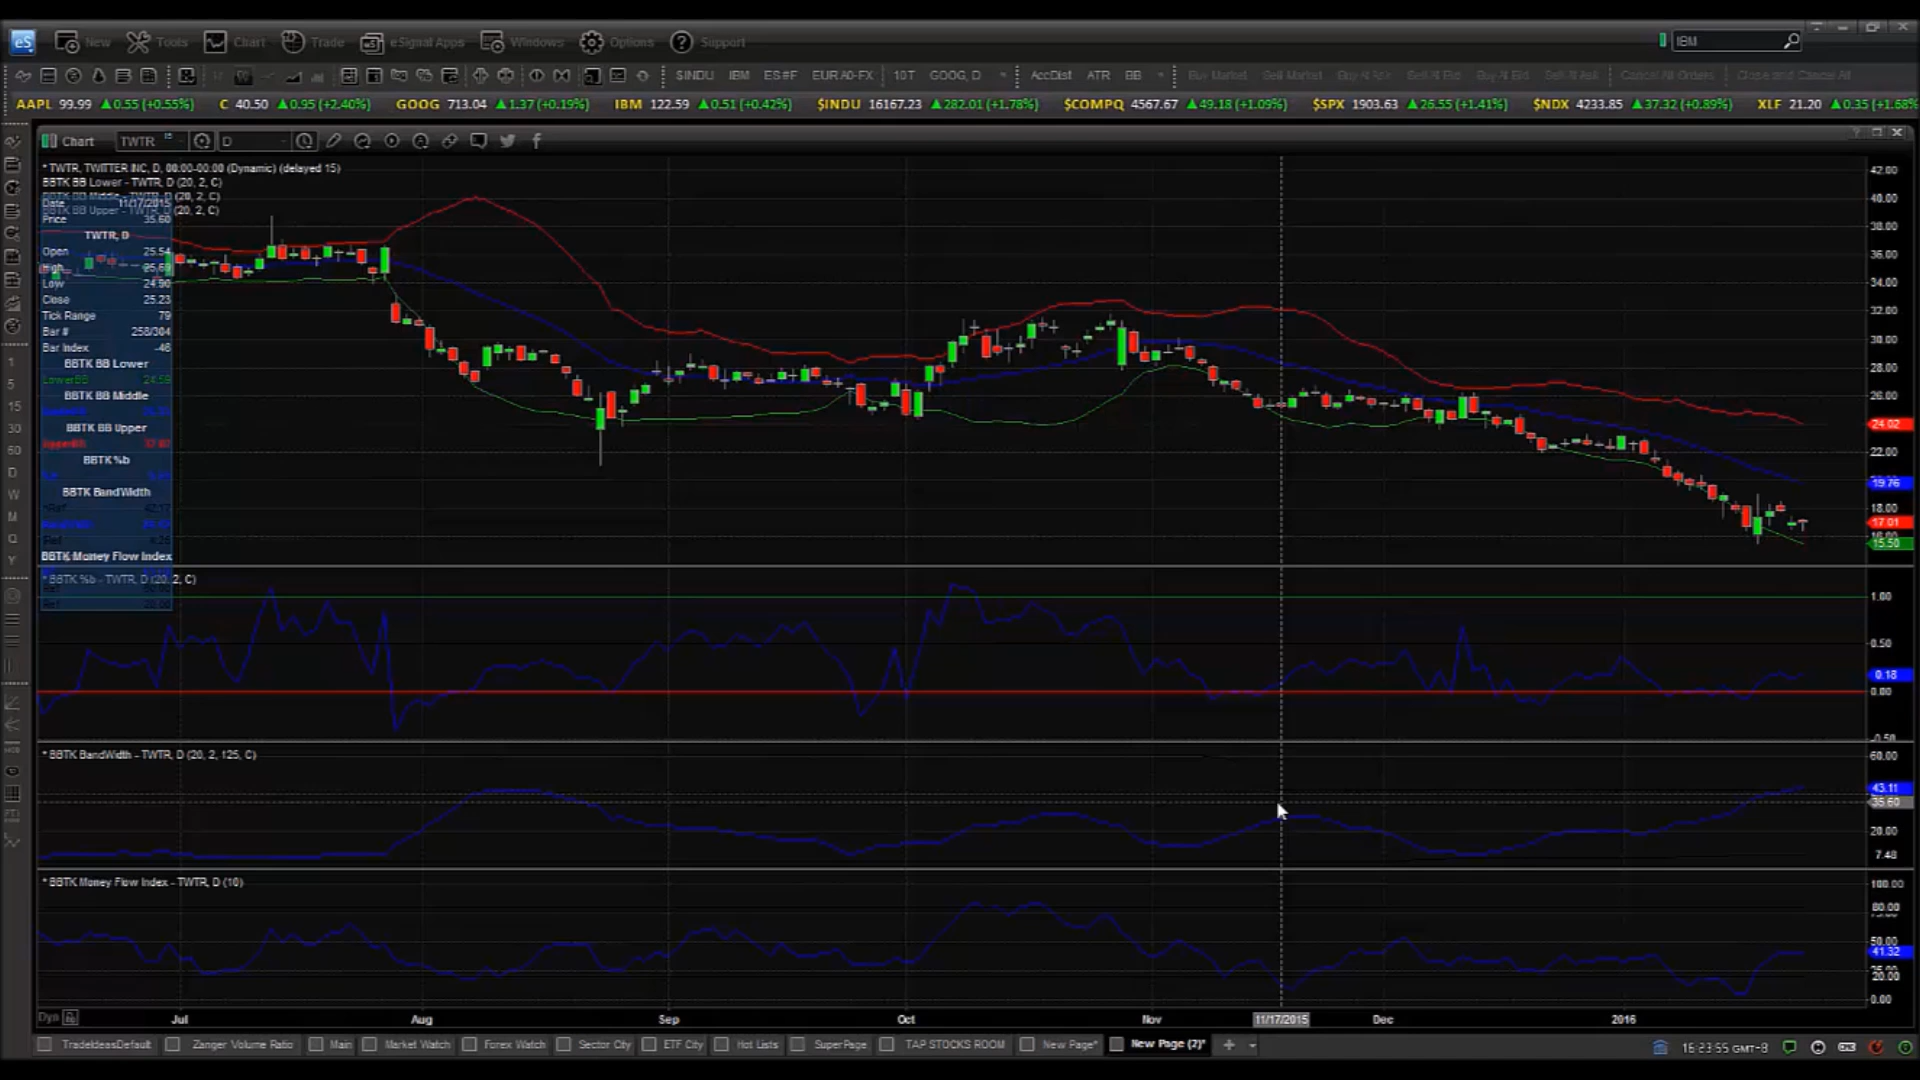 eS New Tools Chart Trade eSignal Apps Windows Options Support IBM
$INDU IBM ES #F EUR A0-FX 10T GOOG, D AccDist ATR BB Buy Market Sell Market Buy At Ask Sell At Bid Buy At Bid Sell At Ask Cancel All Orders Close and Cancel All
AAPL 99.99 ▲0.55 (+0.55%) C 40.50 ▲0.95 (+2.40%) GOOG 713.04 ▲1.37 (+0.19%) IBM 122.59 ▲0.51 (+0.42%) $INDU 16167.23 ▲282.01 (+1.78%) $COMPQ 4567.67 ▲49.18 (+1.09%) $SPX 1903.63 ▲26.55 (+1.41%) $NDX 4233.85 ▲37.32 (+0.89%) XLF 21.20 ▲0.35 (+1.68%
Chart TWTR 15 D
* TWTR, TWITTER INC, D, 00:00-00:00 (Dynamic) (delayed 15)
BBTK BB Lower - TWTR, D (20, 2, C)
BBTK BB Middle - TWTR, D (20, 2, C)
Date 11/17/2015
BBTK BB Upper - TWTR, D (20, 2, C)
Price 35.60
TWTR, D
Open 25.54
High 25.69
Low 24.90
Close 25.23
Tick Range 79
Bar # 258/304
Bar Index -46
BBTK BB Lower
LowerBB 24.59
BBTK BB Middle
BBTK BB Upper
UpperBB
BBTK %b
BBTK BandWidth
BBTK Money Flow Index
42.00
40.00
38.00
36.00
34.00
32.00
30.00
28.00
26.00
24.02
22.00
19.76
18.00
17.01
16.00
15.50
* BBTK %b - TWTR, D (20, 2, C)
1.00
0.50
0.18
0.00
-0.50
* BBTK BandWidth - TWTR, D (20, 2, 125, C)
60.00
43.11
35.60
20.00
7.48
* BBTK Money Flow Index - TWTR, D (10)
100.00
80.00
50.00
41.32
25.00
20.00
0.00
Dyn Jul Aug Sep Oct Nov 11/17/2015 Dec 2016
TradeIdeasDefault Zanger Volume Ratio Main Market Watch Forex Watch Sector City ETF City Hot Lists SuperPage TAP STOCKS ROOM New Page* New Page (2)* + 16:23:55 GMT-8